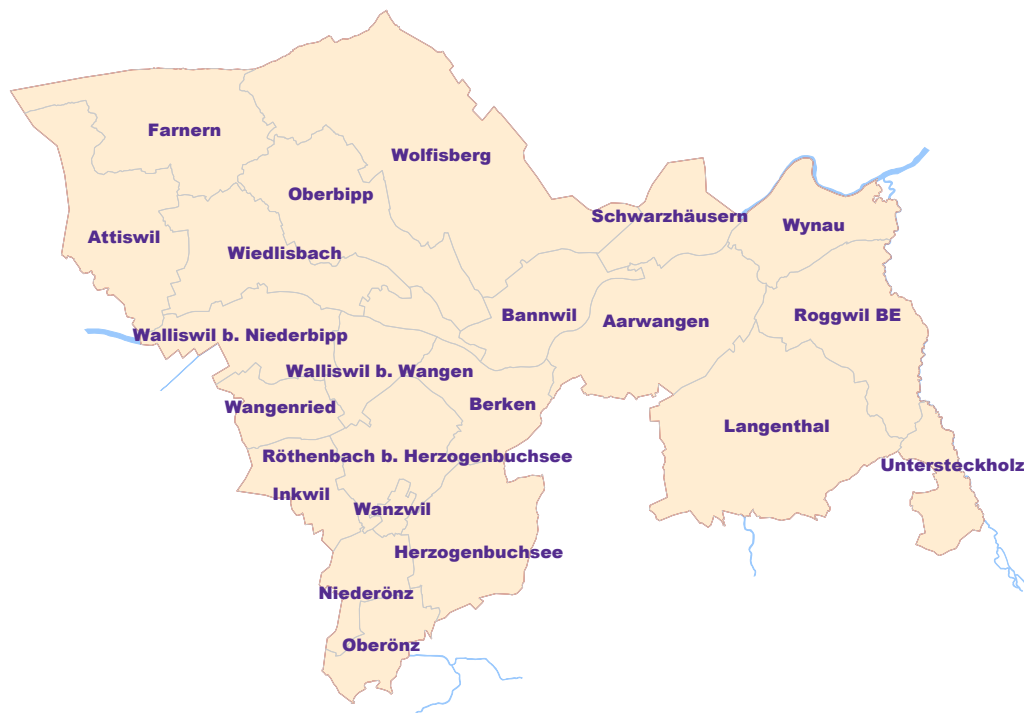 Farnern
Wolfisberg
Oberbipp
Schwarzhäusern
Wynau
Attiswil
Wiedlisbach
Bannwil
Aarwangen
Roggwil BE
Walliswil b. Niederbipp
Walliswil b. Wangen
Wangenried
Berken
Langenthal
Röthenbach b. Herzogenbuchsee
Untersteckholz
Inkwil
Wanzwil
Herzogenbuchsee
Niederönz
Oberönz